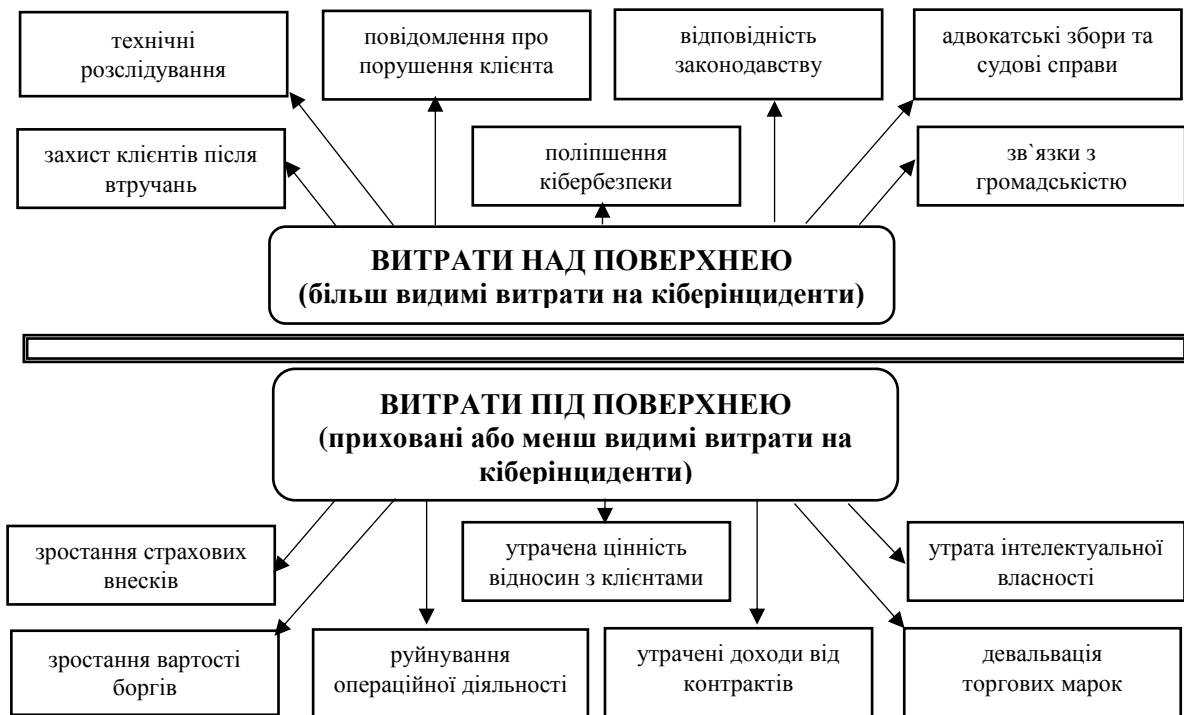 технічні
розслідування
повідомлення про
порушення клієнта
відповідність
законодавству
адвокатські збори та
судові справи
захист клієнтів після
втручань
поліпшення
кібербезпеки
зв`язки з
громадськістю
ВИТРАТИ НАД ПОВЕРХНЕЮ
(більш видимі витрати на кіберінциденти)
ВИТРАТИ ПІД ПОВЕРХНЕЮ
(приховані або менш видимі витрати на
кіберінциденти)
зростання страхових
внесків
утрачена цінність
відносин з клієнтами
утрата інтелектуальної
власності
зростання вартості
боргів
руйнування
операційної діяльності
утрачені доходи від
контрактів
девальвація
торгових марок